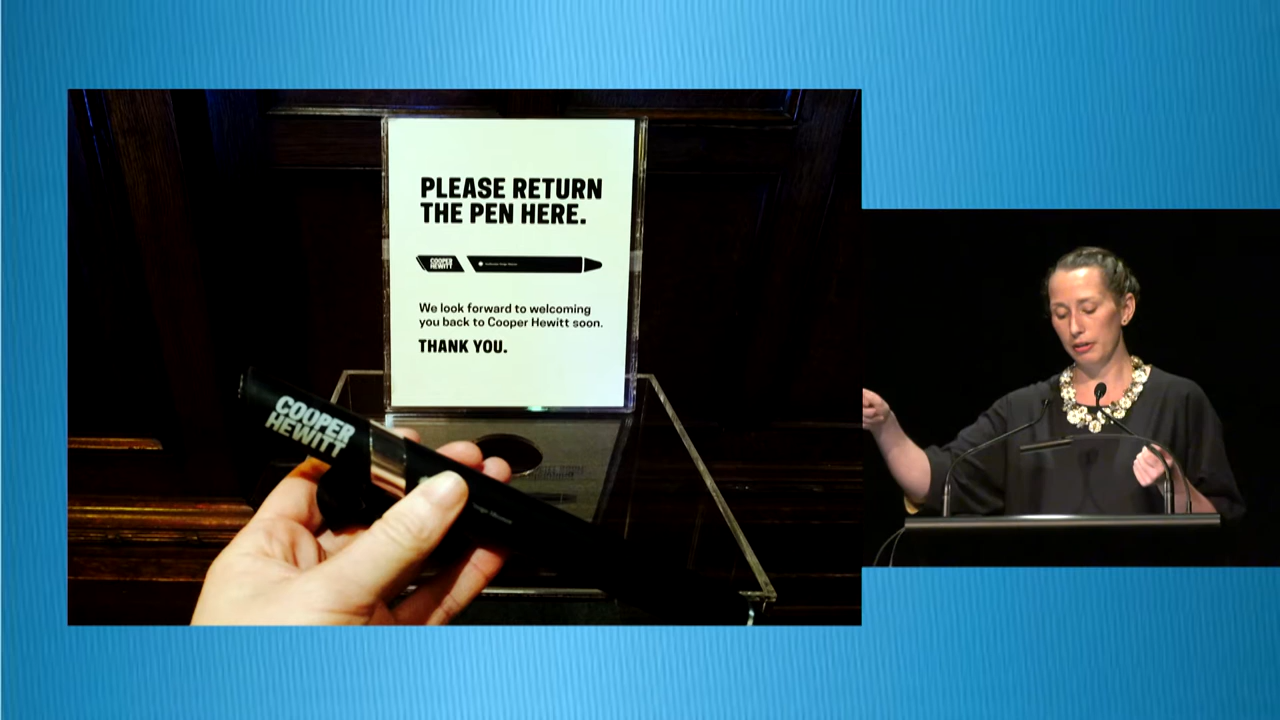 PLEASE RETURN
THE PEN HERE.
COOPER
HEWITT
We look forward to welcoming
you back to Cooper Hewitt soon.
THANK YOU.
COOPER
HEWITT